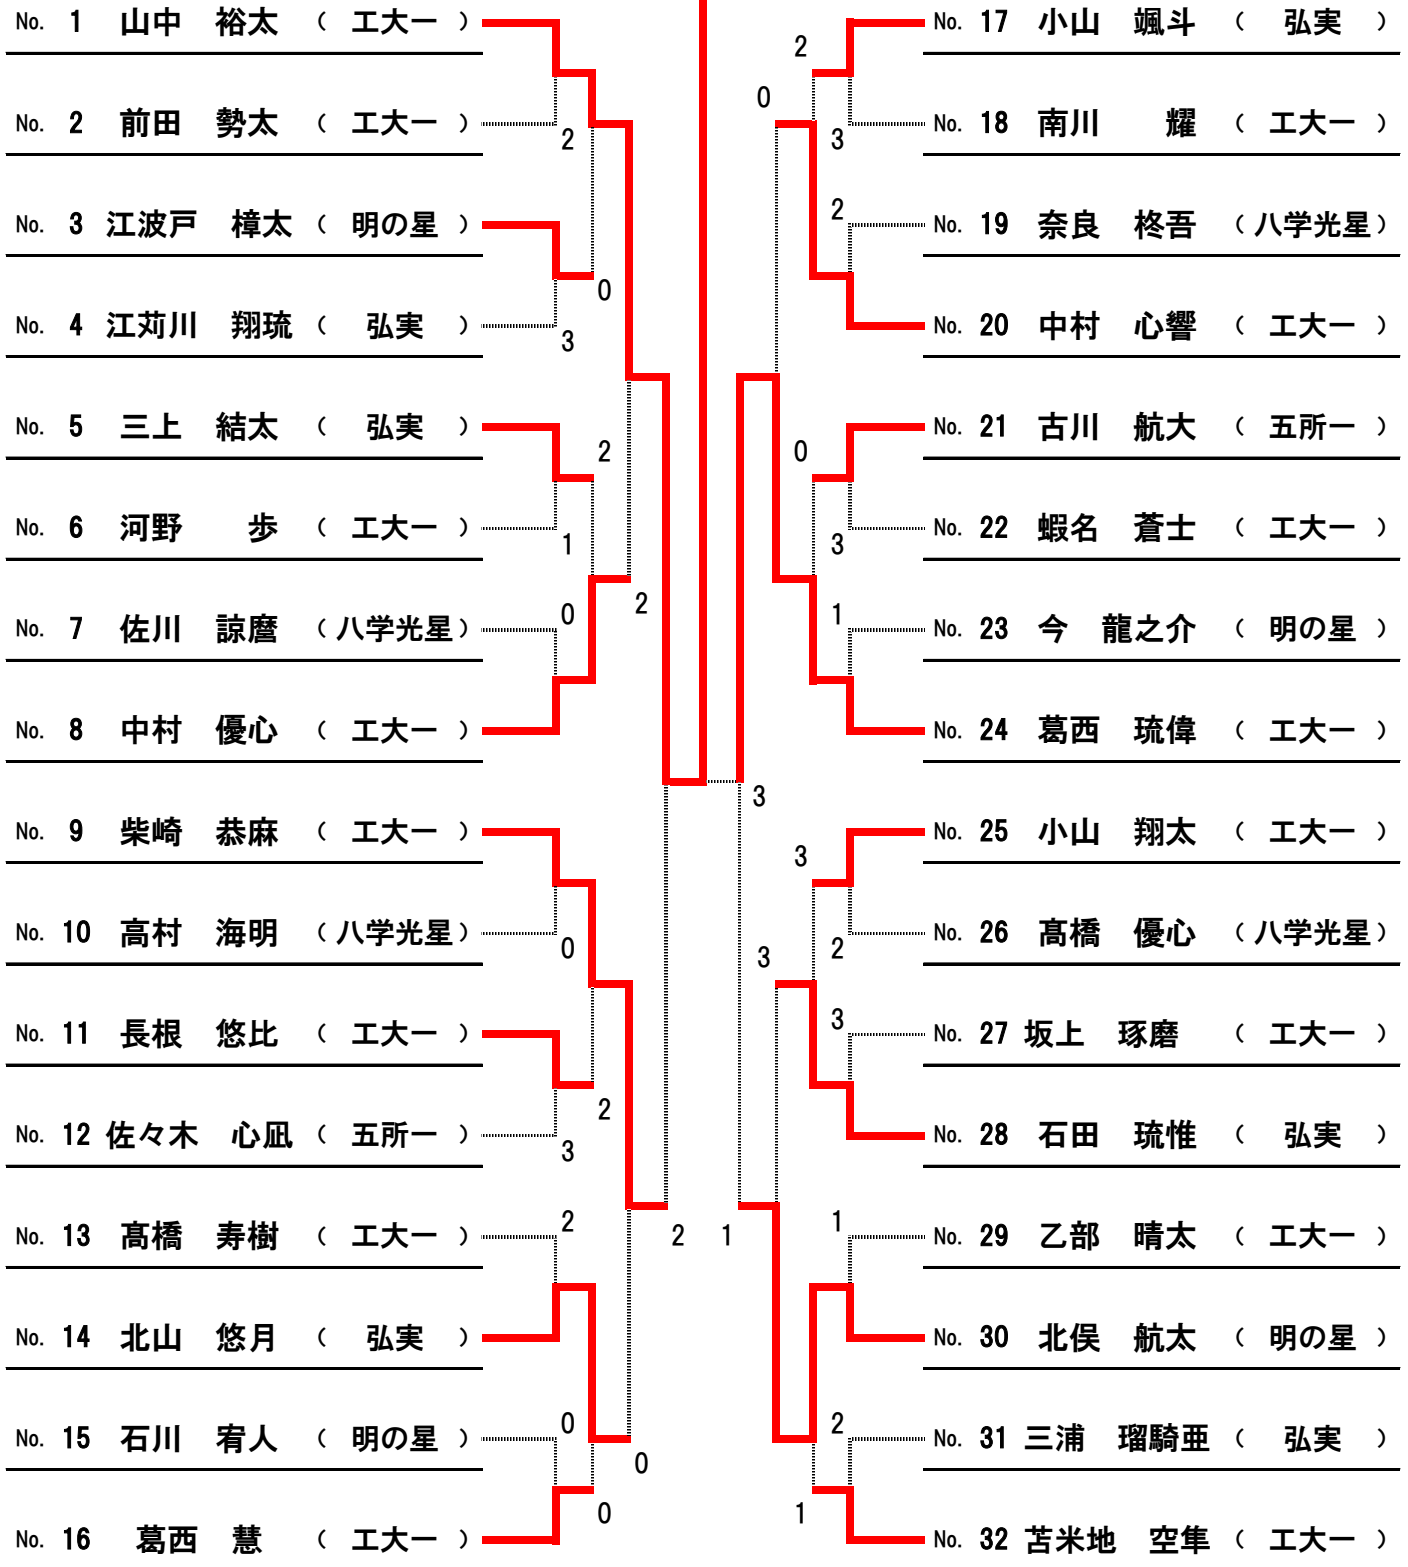 No. 1 山中 裕太 （ 工大一 ）
No. 2 前田 勢太 （ 工大一 ）
2
No. 3 江波戸 樟太 （ 明の星 ）
0
No. 4 江苅川 翔琉 （ 弘実 ）
3
No. 5 三上 結太 （ 弘実 ）
2
No. 6 河野 歩 （ 工大一 ）
1
0
2
No. 7 佐川 諒麿 （ 八学光星 ）
No. 8 中村 優心 （ 工大一 ）
No. 9 柴崎 恭麻 （ 工大一 ）
No. 10 高村 海明 （ 八学光星 ）
0
No. 11 長根 悠比 （ 工大一 ）
2
No. 12 佐々木 心凪 （ 五所一 ）
3
2
No. 13 髙橋 寿樹 （ 工大一 ）
2
No. 14 北山 悠月 （ 弘実 ）
0
No. 15 石川 宥人 （ 明の星 ）
0
0
No. 16 葛西 慧 （ 工大一 ）
No. 17 小山 颯斗 （ 弘実 ）
2
0
No. 18 南川 耀 （ 工大一 ）
3
2
No. 19 奈良 柊吾 （ 八学光星 ）
No. 20 中村 心響 （ 工大一 ）
No. 21 古川 航大 （ 五所一 ）
0
No. 22 蝦名 蒼士 （ 工大一 ）
3
1
No. 23 今 龍之介 （ 明の星 ）
No. 24 葛西 琉偉 （ 工大一 ）
3
No. 25 小山 翔太 （ 工大一 ）
3
No. 26 髙橋 優心 （ 八学光星 ）
2
3
3
No. 27 坂上 琢磨 （ 工大一 ）
No. 28 石田 琉惟 （ 弘実 ）
1
No. 29 乙部 晴太 （ 工大一 ）
1
No. 30 北俣 航太 （ 明の星 ）
2
No. 31 三浦 瑠騎亜 （ 弘実 ）
1
No. 32 苫米地 空隼 （ 工大一 ）